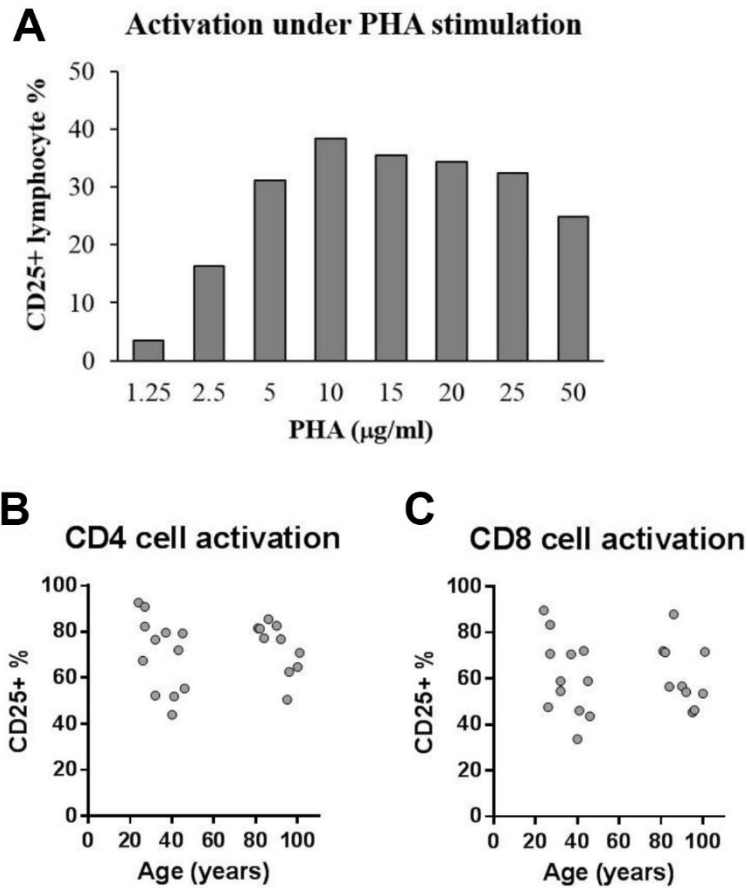 A
Activation under PHA stimulation
CD25+ lymphocyte %
50
40
30
20
10
0
1.25 2.5 5 10 15 20 25 50
PHA (µg/ml)
B
CD4 cell activation
CD25+ %
100
80
60
40
20
0
0 20 40 60 80 100
Age (years)
C
CD8 cell activation
CD25+ %
100
80
60
40
20
0
0 20 40 60 80 100
Age (years)